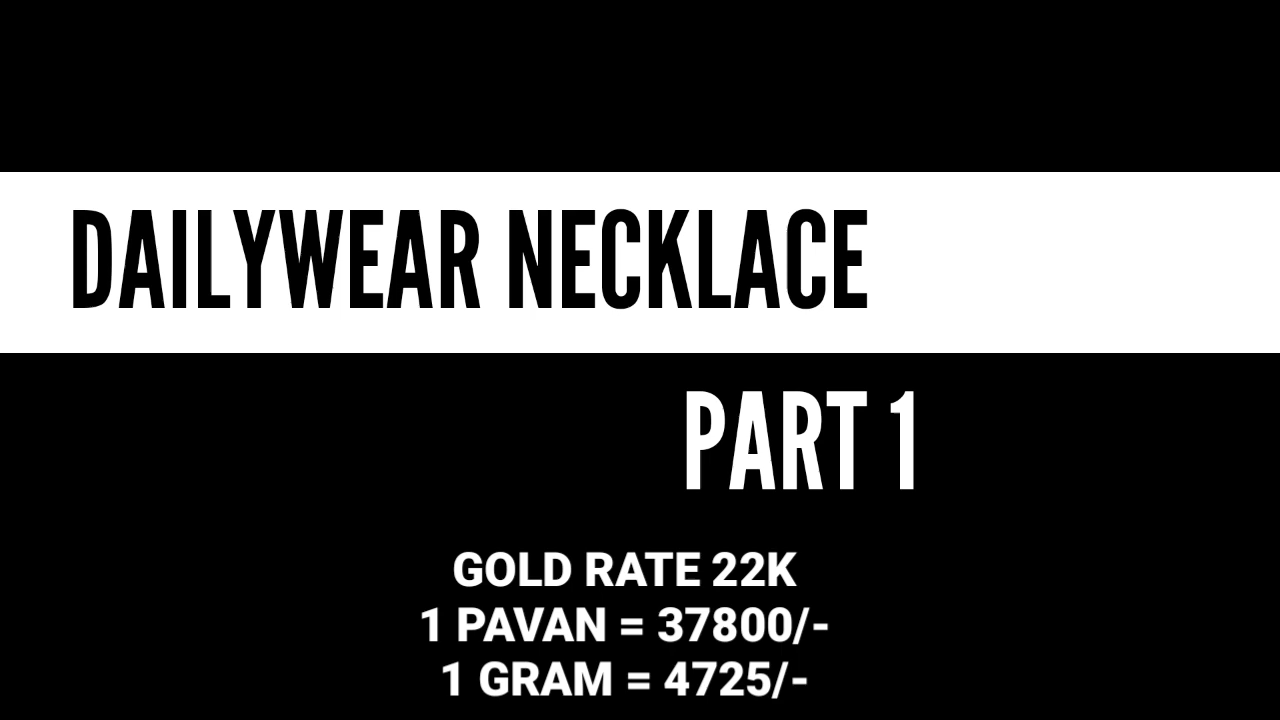 DAILYWEAR NECKLACE
PART 1
GOLD RATE 22K
1 PAVAN = 37800/-
1 GRAM = 4725/-